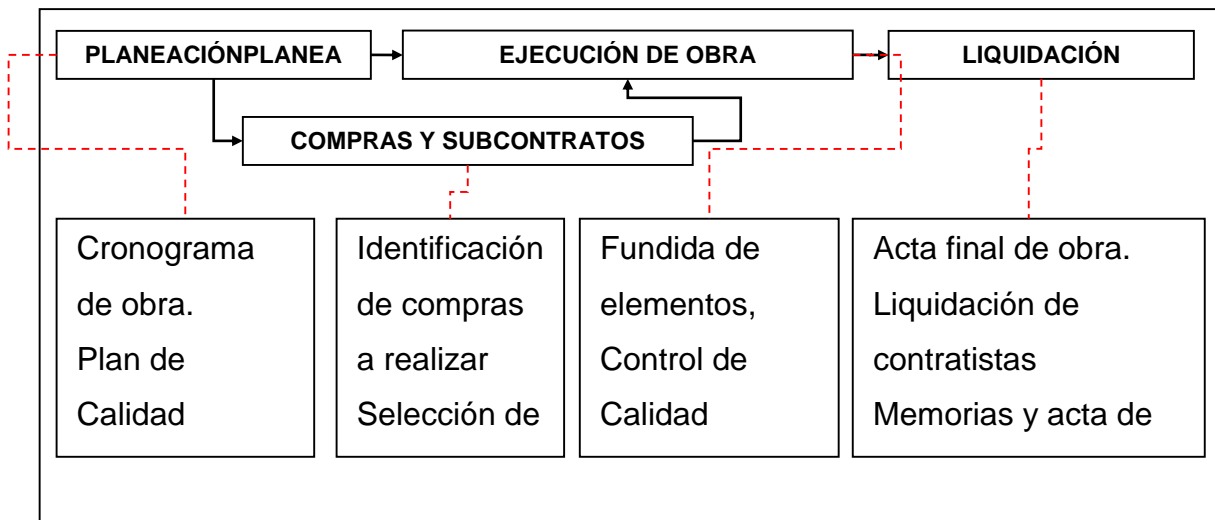 PLANEACIÓNPLANEA
EJECUCIÓN DE OBRA
LIQUIDACIÓN
COMPRAS Y SUBCONTRATOS
Cronograma
de obra.
Plan de
Calidad
Identificación
de compras
a realizar
Selección de
Fundida de
elementos,
Control de
Calidad
Acta final de obra.
Liquidación de
contratistas
Memorias y acta de